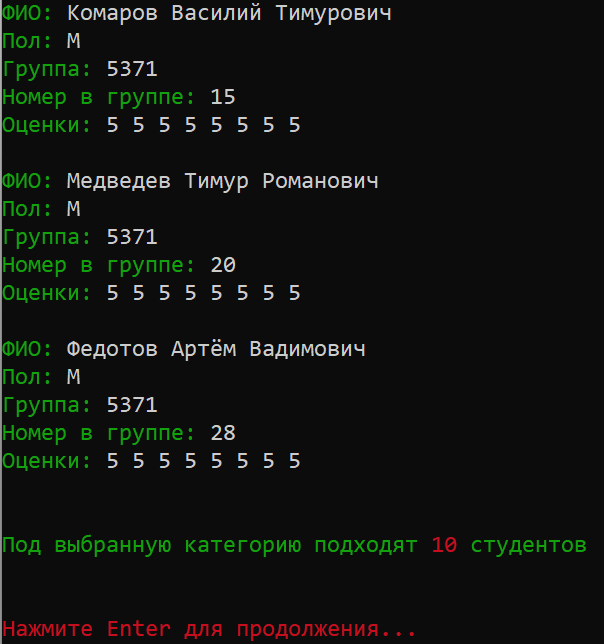 ФИО: Комаров Василий Тимурович
Пол: М
Группа: 5371
Номер в группе: 15
Оценки: 5 5 5 5 5 5 5 5
ФИО: Медведев Тимур Романович
Пол: М
Группа: 5371
Номер в группе: 20
Оценки: 5 5 5 5 5 5 5 5
ФИО: Федотов Артём Вадимович
Пол: М
Группа: 5371
Номер в группе: 28
Оценки: 5 5 5 5 5 5 5 5
Под выбранную категорию подходят 10 студентов
Нажмите Enter для продолжения...